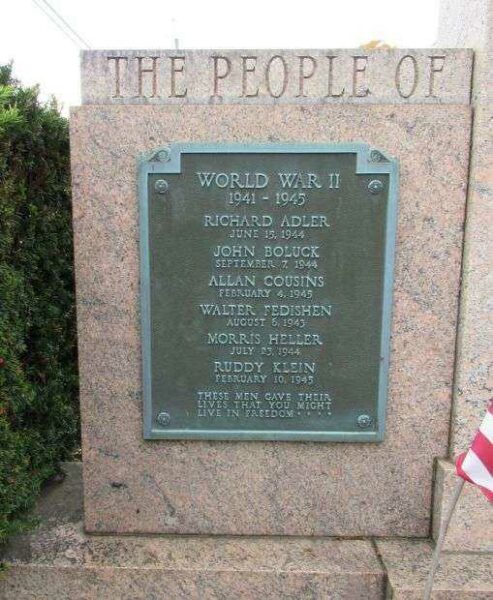 THE PEOPLE OF
WORLD WAR II
1941 - 1945
RICHARD ADLER
JUNE 15, 1944
JOHN BOLUCK
SEPTEMBER 7, 1944
ALLAN COUSINS
FEBRUARY 4, 1945
WALTER FEDISHEN
AUGUST 6, 1943
MORRIS HELLER
JULY 23, 1944
RUDDY KLEIN
FEBRUARY 10, 1945
THESE MEN GAVE THEIR
LIVES THAT YOU MIGHT
LIVE IN FREEDOM • • • •